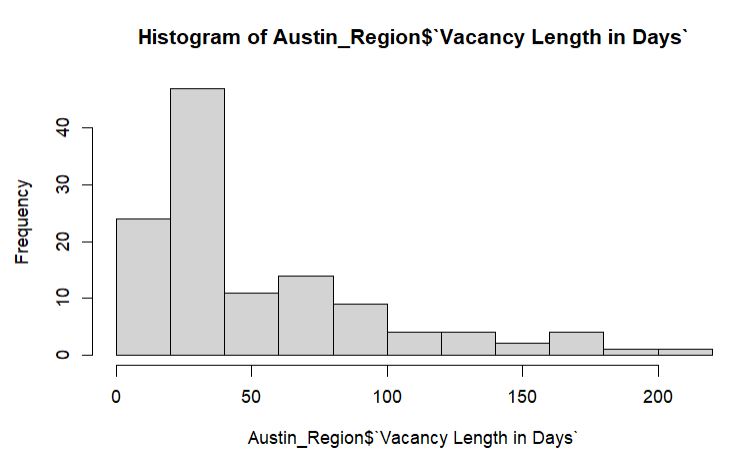 Histogram of Austin_Region$`Vacancy Length in Days`
Frequency
40
30
20
10
0
0 50 100 150 200
Austin_Region$`Vacancy Length in Days`